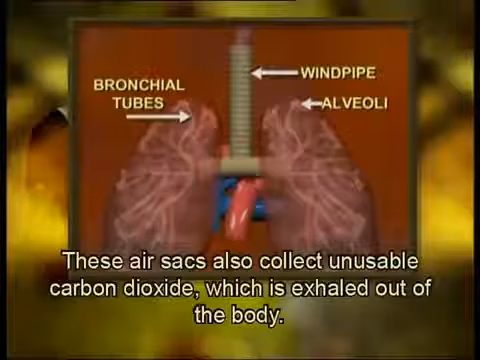 WINDPIPE
BRONCHIAL
TUBES
ALVEOLI
These air sacs also collect unusable
carbon dioxide, which is exhaled out of
the body.